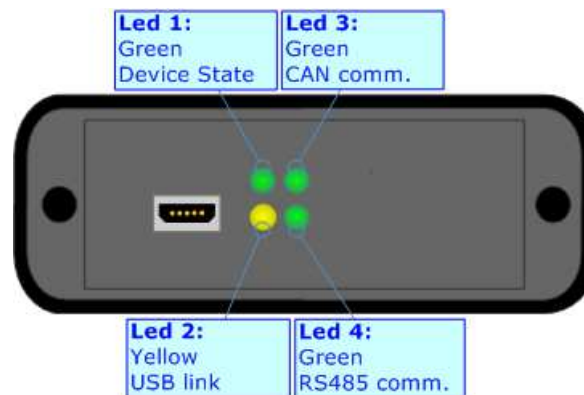 Led 1:
Green
Device State
Led 3:
Green
CAN comm.
Led 2:
Yellow
USB link
Led 4:
Green
RS485 comm.